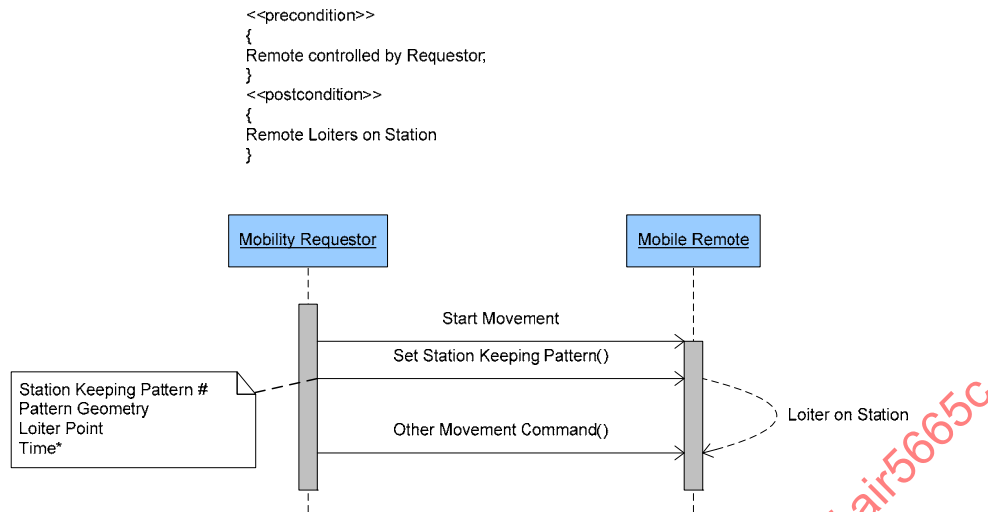 <<precondition>>
{
Remote controlled by Requestor;
}
<<postcondition>>
{
Remote Loiters on Station
}
Mobility Requestor
Mobile Remote
Start Movement
Set Station Keeping Pattern()
Station Keeping Pattern #
Pattern Geometry
Loiter Point
Time*
Loiter on Station
Other Movement Command()
air5665c